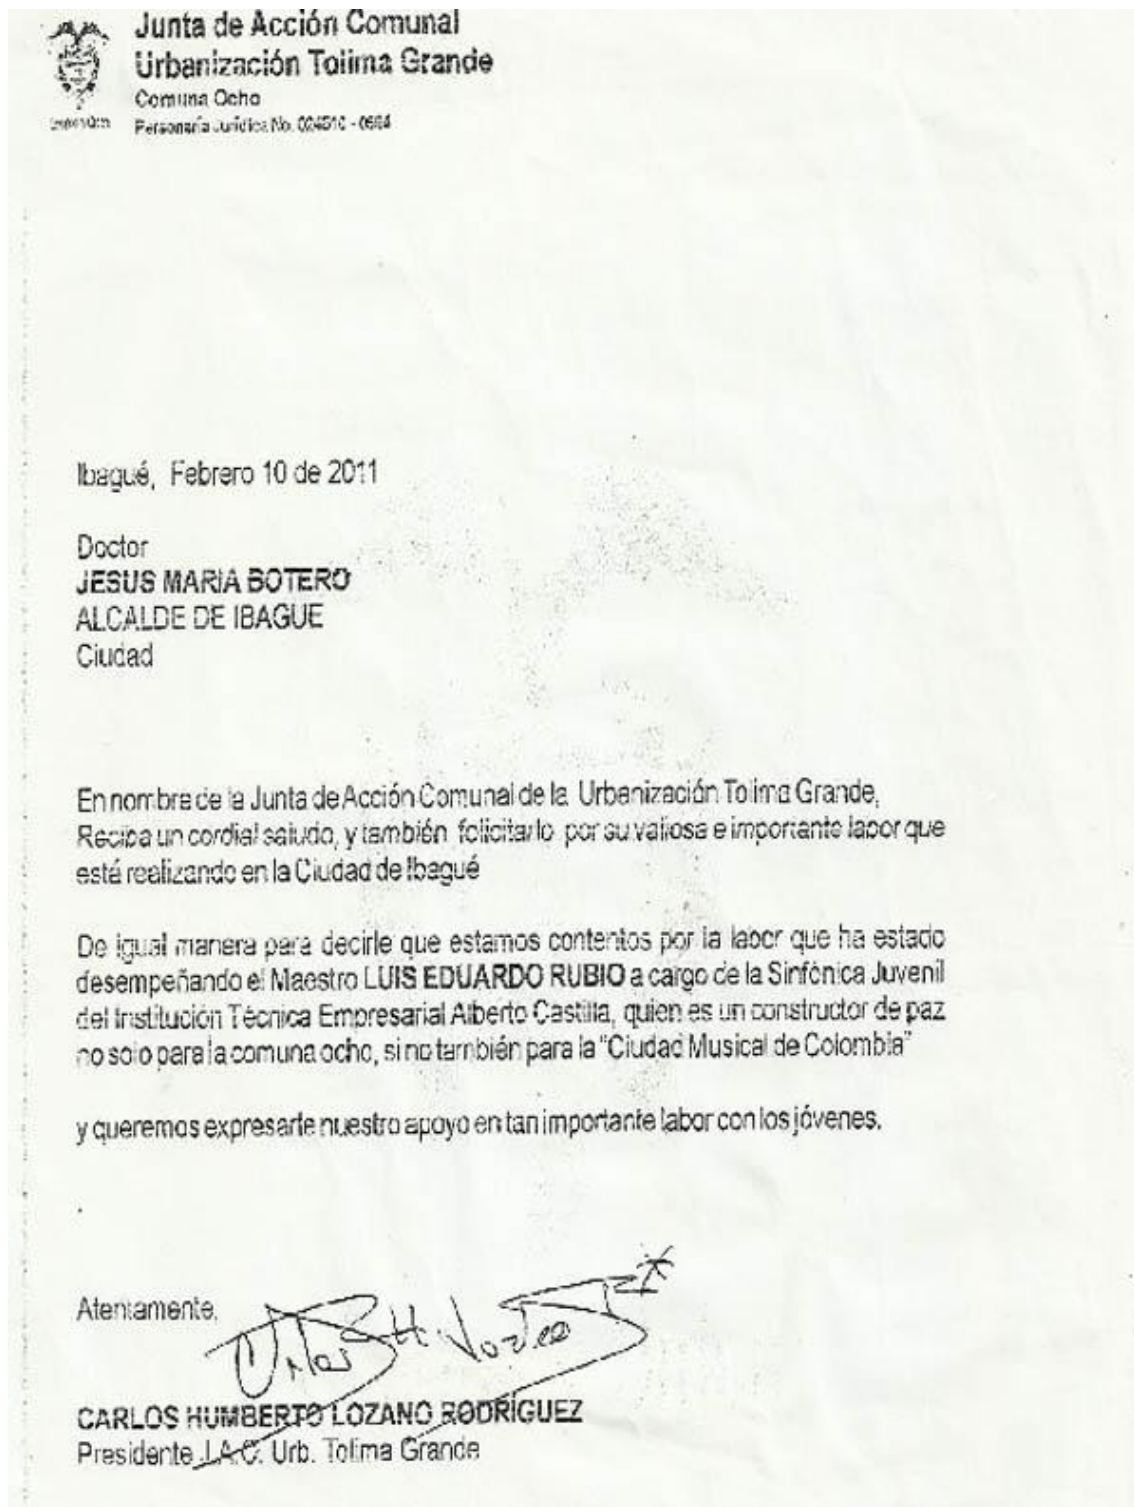 Junta de Acción Comunal
Urbanización Tolima Grande
Comuna Ocho
Personería Jurídica No.
Ibagué, Febrero 10 de 2011
Doctor
JESUS MARIA BOTERO
ALCALDE DE IBAGUE
Ciudad
En nombre de la Junta de Acción Comunal de la Urbanización Tolima Grande,
Reciba un cordial saludo, y también felicitarlo por su valiosa e importante labor que
está realizando en la Ciudad de Ibagué
De igual manera para decirle que estamos contentos por la labor que ha estado
desempeñando el Maestro LUIS EDUARDO RUBIO a cargo de la Sinfónica Juvenil
del Institución Técnica Empresarial Alberto Castilla, quien es un constructor de paz
no solo para la comuna ocho, si no también para la "Ciudad Musical de Colombia"
y queremos expresarle nuestro apoyo en tan importante labor con los jóvenes.
Atentamente,
CARLOS HUMBERTO LOZANO RODRÍGUEZ
Presidente J.A.C. Urb. Tolima Grande